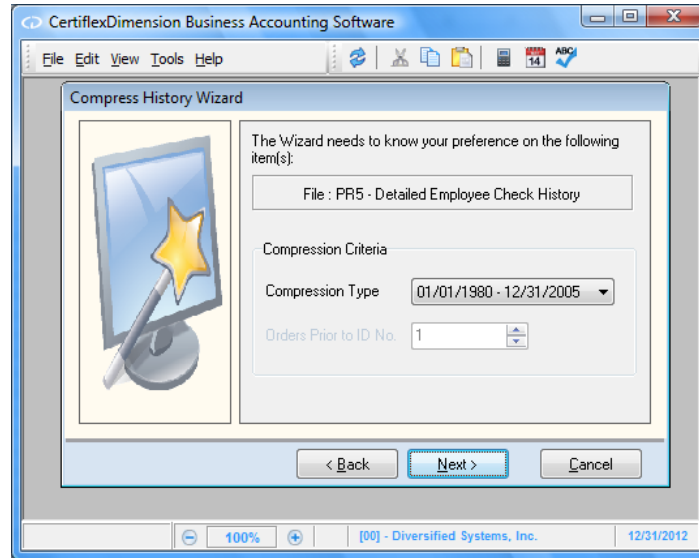 CertiflexDimension Business Accounting Software
File Edit View Tools Help
14
ABC
Compress History Wizard
The Wizard needs to know your preference on the following
item(s):
File : PR5 - Detailed Employee Check History
Compression Criteria
Compression Type 01/01/1980 - 12/31/2005
Orders Prior to ID No. 1
< Back Next > Cancel
100% [00] - Diversified Systems, Inc. 12/31/2012